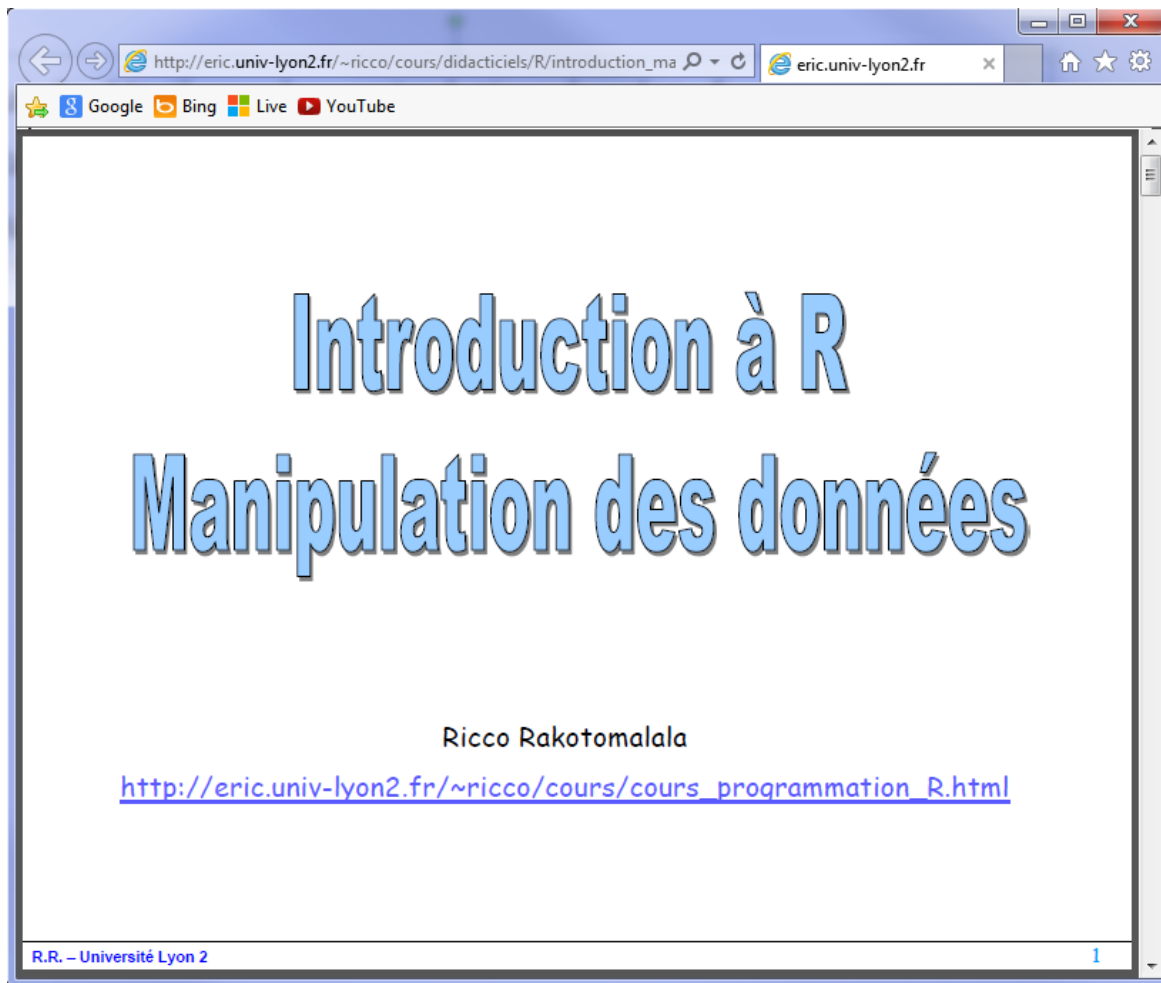 http://eric.univ-lyon2.fr/~ricco/cours/didacticiels/R/introduction_ma
eric.univ-lyon2.fr
Google Bing Live YouTube
Introduction à R
Manipulation des données
Ricco Rakotomalala
http://eric.univ-lyon2.fr/~ricco/cours/cours_programmation_R.html
R.R. – Université Lyon 2
1